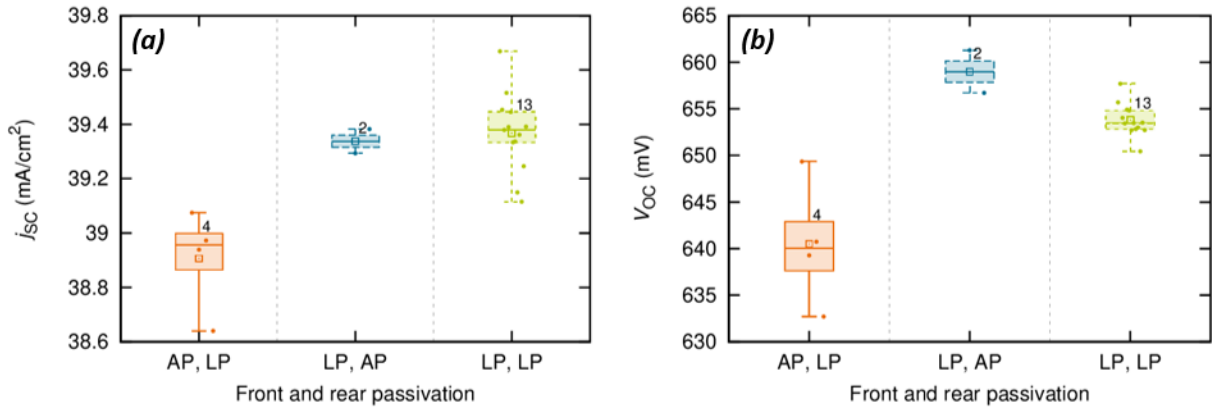 (a)
39.8
39.6
39.4
39.2
39
38.8
38.6
jSC (mA/cm²)
4
2
13
AP, LP
LP, AP
LP, LP
Front and rear passivation
(b)
665
660
655
650
645
640
635
630
VOC (mV)
4
2
13
AP, LP
LP, AP
LP, LP
Front and rear passivation